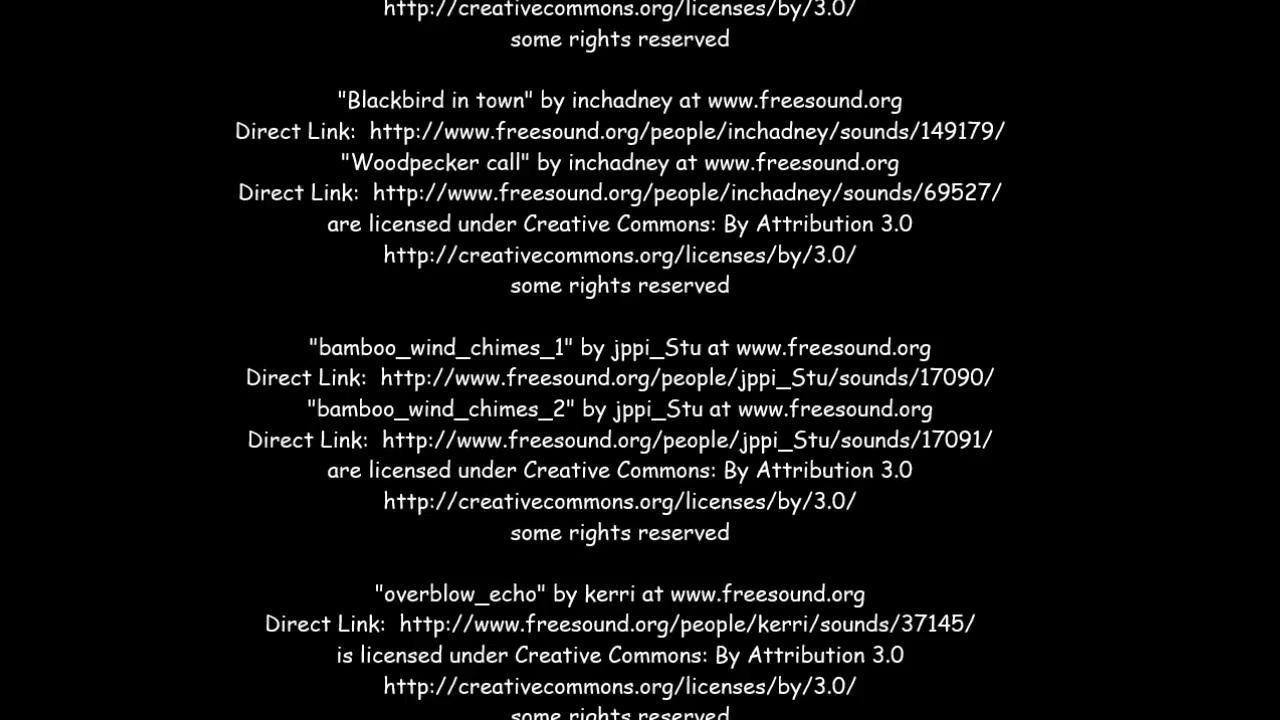 http://creativecommons.org/licenses/by/3.0/
some rights reserved
"Blackbird in town" by inchadney at www.freesound.org
Direct Link:  http://www.freesound.org/people/inchadney/sounds/149179/
"Woodpecker call" by inchadney at www.freesound.org
Direct Link:  http://www.freesound.org/people/inchadney/sounds/69527/
are licensed under Creative Commons: By Attribution 3.0
http://creativecommons.org/licenses/by/3.0/
some rights reserved
"bamboo_wind_chimes_1" by jppi_Stu at www.freesound.org
Direct Link:  http://www.freesound.org/people/jppi_Stu/sounds/17090/
"bamboo_wind_chimes_2" by jppi_Stu at www.freesound.org
Direct Link:  http://www.freesound.org/people/jppi_Stu/sounds/17091/
are licensed under Creative Commons: By Attribution 3.0
http://creativecommons.org/licenses/by/3.0/
some rights reserved
"overblow_echo" by kerri at www.freesound.org
Direct Link:  http://www.freesound.org/people/kerri/sounds/37145/
is licensed under Creative Commons: By Attribution 3.0
http://creativecommons.org/licenses/by/3.0/
some rights reserved